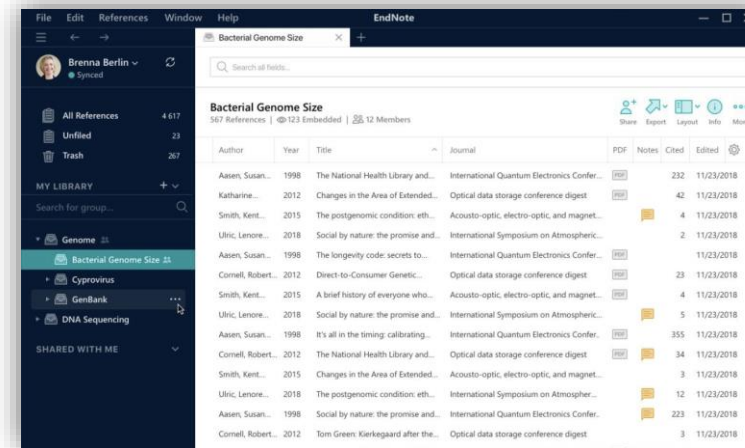 File Edit References Window Help EndNote
Bacterial Genome Size
Brenna Berlin
Synced
Search all fields...
All References 4 617
Unfiled 23
Trash 267
MY LIBRARY
Search for group...
Genome
Bacterial Genome Size
Cyprovirus
GenBank
DNA Sequencing
SHARED WITH ME
Bacterial Genome Size
567 References | 123 Embedded | 12 Members
Share Export Layout Info
Author Year Title Journal PDF Notes Cited Edited
Aasen, Susan... 1998 The National Health Library and... International Quantum Electronics Confer... PDF 232 11/23/2018
Katharine... 2012 Changes in the Area of Extended... Optical data storage conference digest PDF 42 11/23/2018
Smith, Kent... 2015 The postgenomic condition: eth... Acousto-optic, electro-optic, and magnet... 4 11/23/2018
Ulric, Lenore... 2018 Social by nature: the promise and... International Symposium on Atmospheric... 2 11/23/2018
Aasen, Susan... 1998 The longevity code: secrets to... International Quantum Electronics Confer... PDF 11/23/2018
Cornell, Robert... 2012 Direct-to-Consumer Genetic... Optical data storage conference digest PDF 23 11/23/2018
Smith, Kent... 2015 A brief history of everyone who... Acousto-optic, electro-optic, and magnet... PDF 4 11/23/2018
Ulric, Lenore... 2018 Social by nature: the promise and... International Symposium on Atmospheric... 5 11/23/2018
Aasen, Susan... 1998 It's all in the timing: calibrating... International Quantum Electronics Confer.. PDF 355 11/23/2018
Cornell, Robert... 2012 The National Health Library and... Optical data storage conference digest PDF 34 11/23/2018
Smith, Kent... 2015 Changes in the Area of Extended... Acousto-optic, electro-optic, and magnet... 3 11/23/2018
Ulric, Lenore... 2018 The postgenomic condition: eth... International Symposium on Atmospher... 12 11/23/2018
Aasen, Susan... 1998 Social by nature: the promise and... International Quantum Electronics Confer.. 223 11/23/2018
Cornell, Robert... 2012 Tom Green: Kierkegaard after the... Optical data storage conference digest 3 11/23/2018